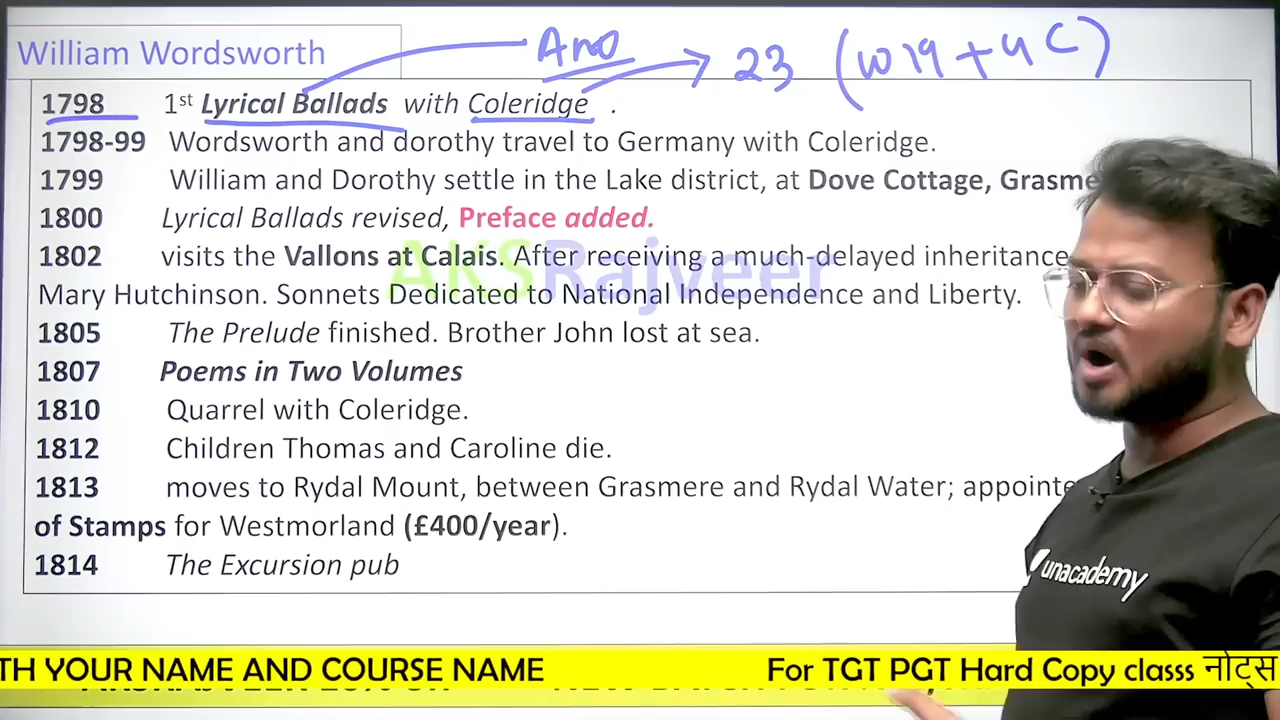 William Wordsworth
Ano → 23 (W19 + 4C)
1798 1st Lyrical Ballads with Coleridge .
1798-99 Wordsworth and dorothy travel to Germany with Coleridge.
1799 William and Dorothy settle in the Lake district, at Dove Cottage, Grasme
1800 Lyrical Ballads revised, Preface added.
1802 visits the Vallons at Calais. After receiving a much-delayed inheritance
Mary Hutchinson. Sonnets Dedicated to National Independence and Liberty.
AKSRajveer
1805 The Prelude finished. Brother John lost at sea.
1807 Poems in Two Volumes
1810 Quarrel with Coleridge.
1812 Children Thomas and Caroline die.
1813 moves to Rydal Mount, between Grasmere and Rydal Water; appointe
of Stamps for Westmorland (£400/year).
1814 The Excursion pub
unacademy
TH YOUR NAME AND COURSE NAME For TGT PGT Hard Copy classs नोट्स